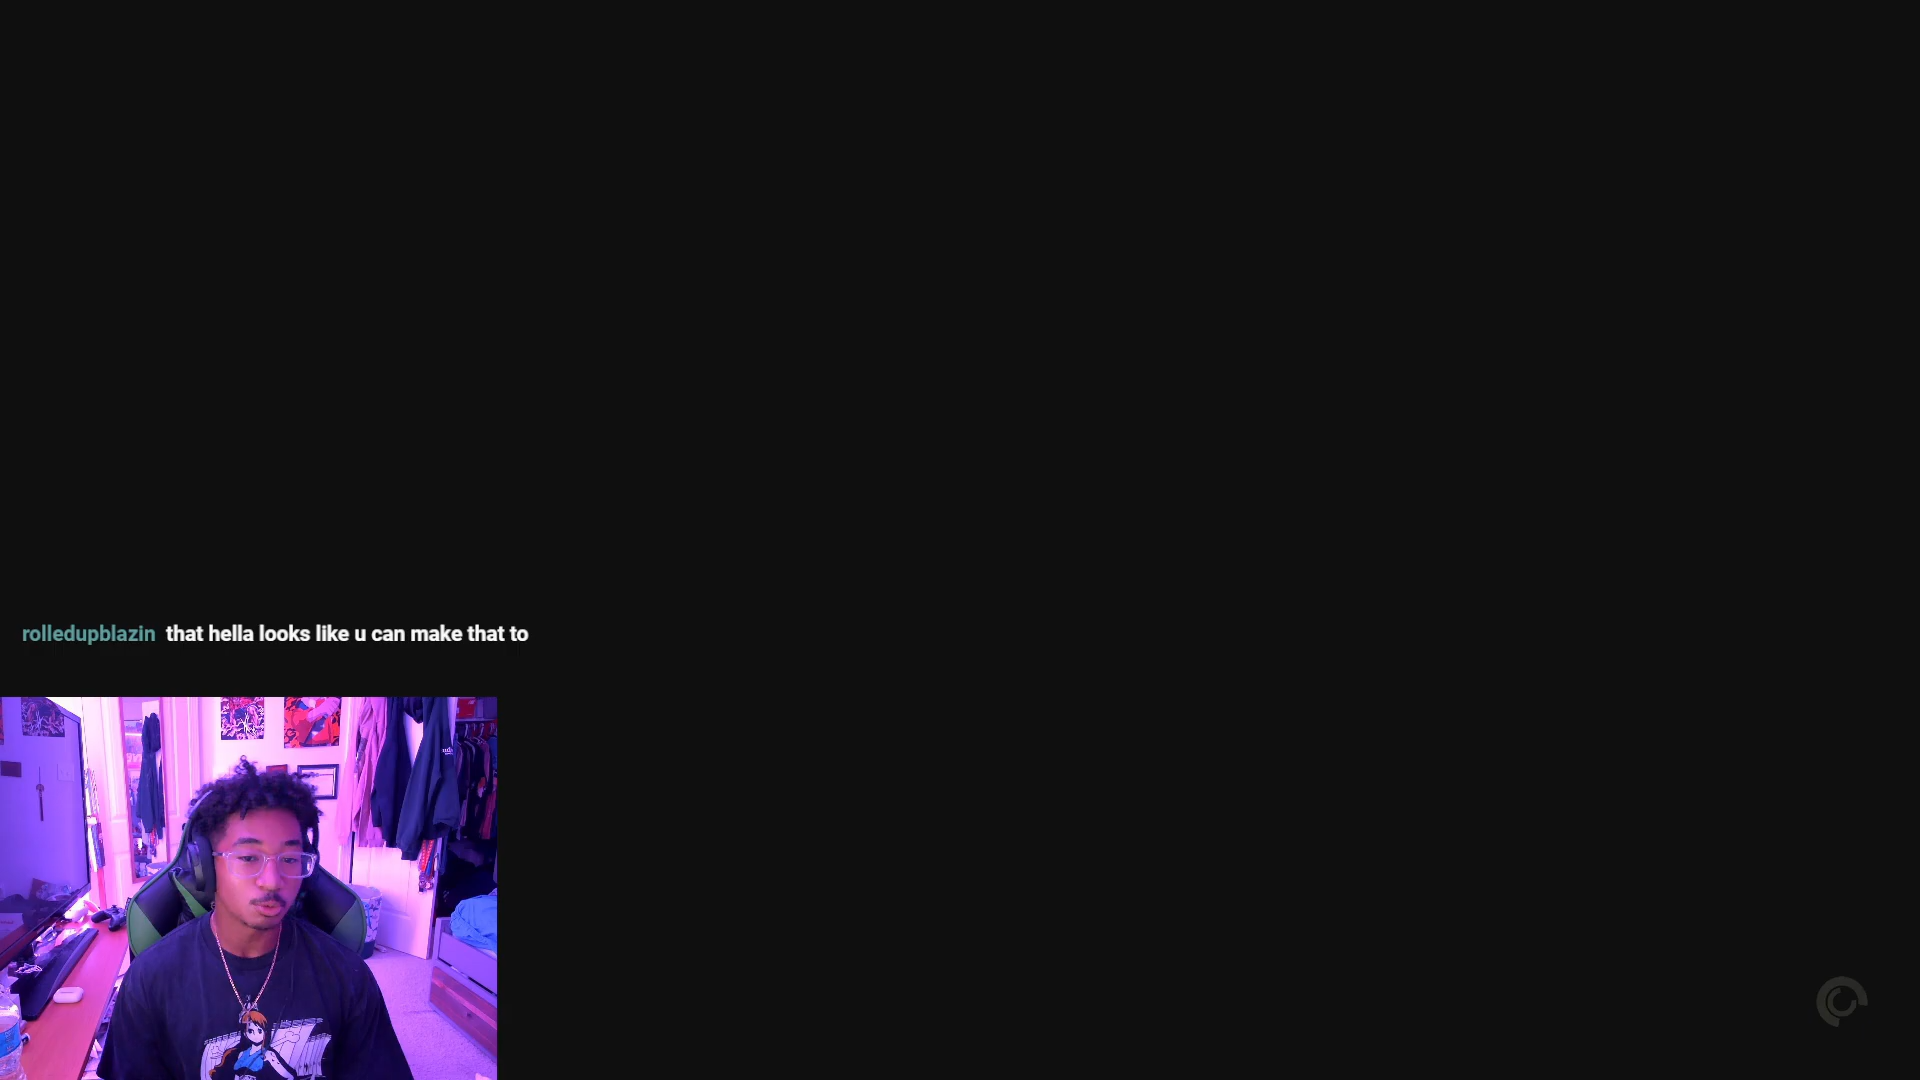 rolledupblazin that hella looks like u can make that to